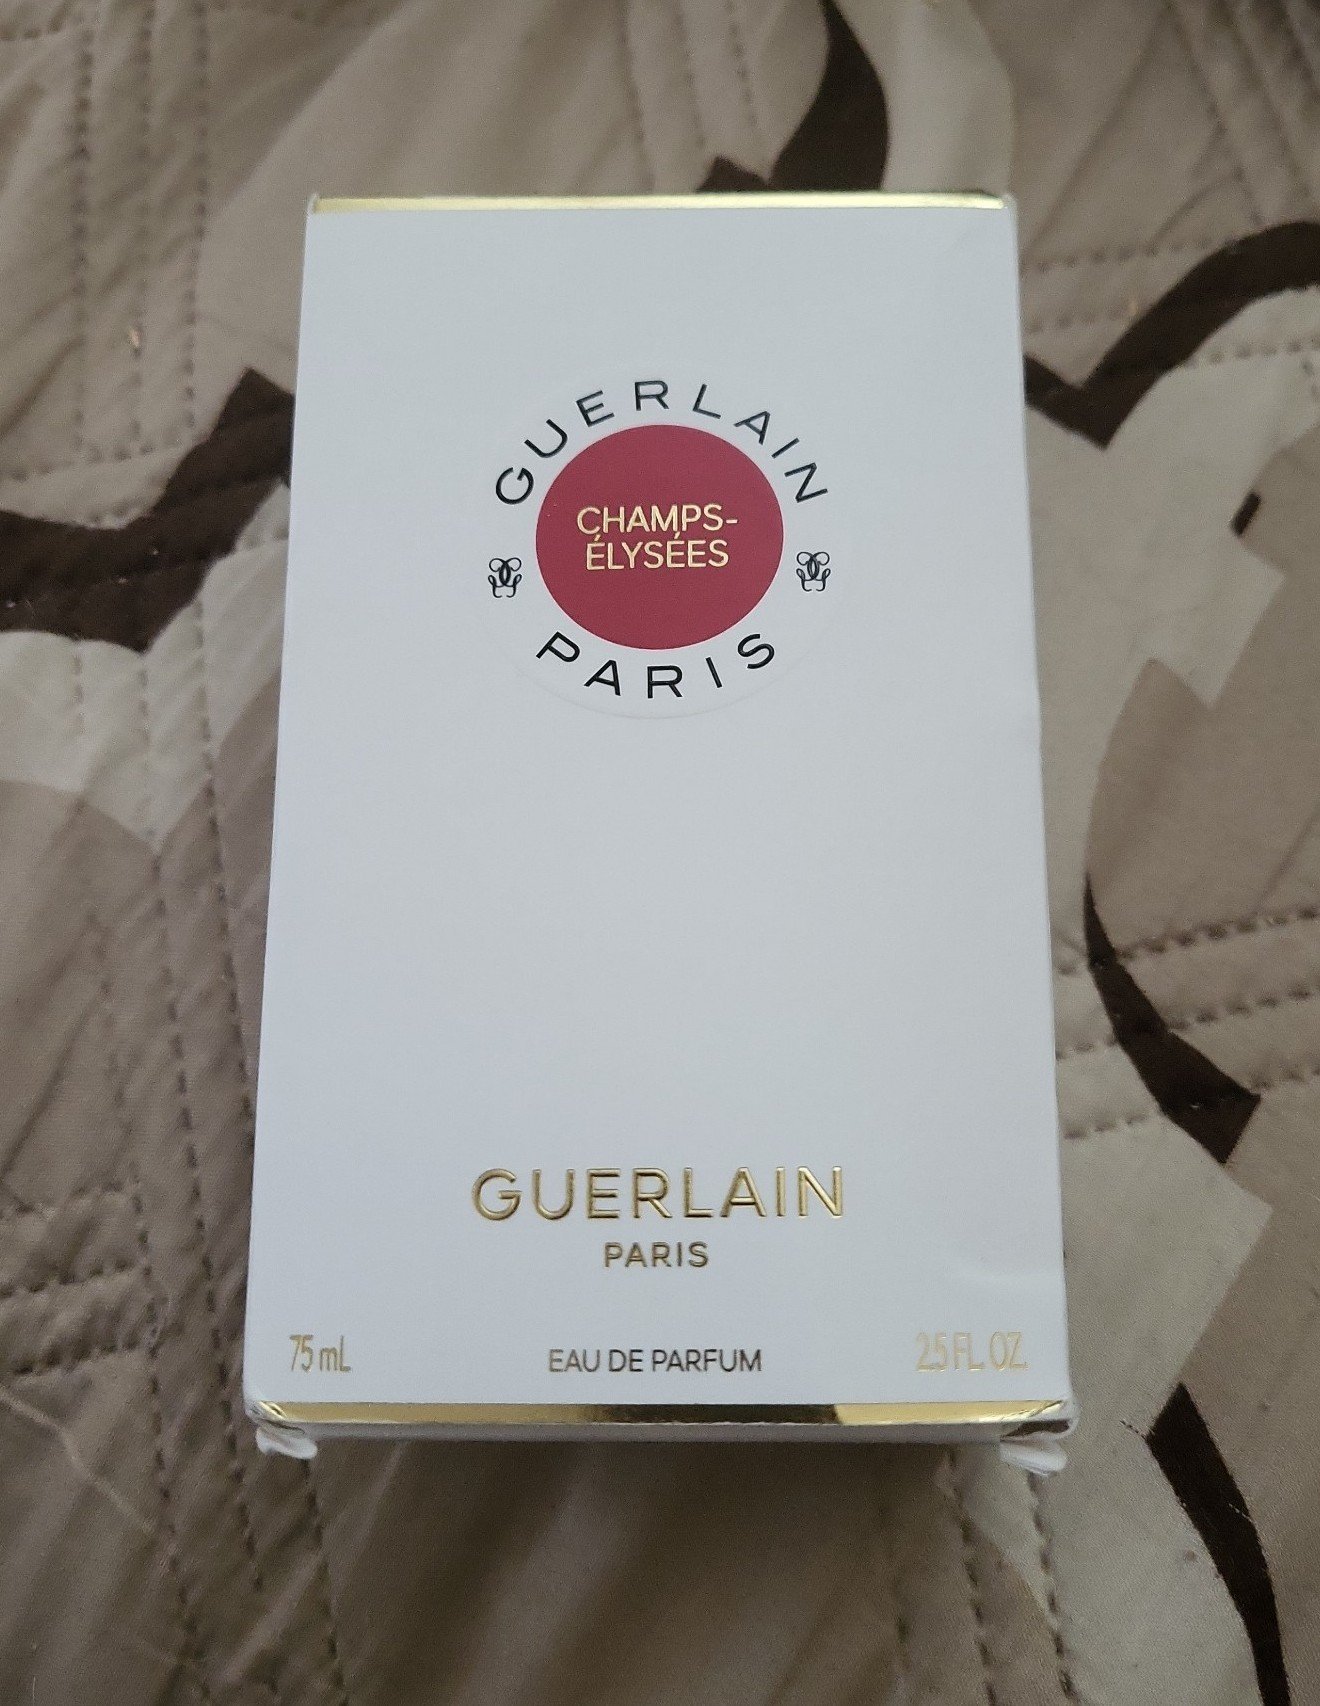 GUERLAIN
CHAMPS-
ÉLYSÉES
PARIS
GUERLAIN
PARIS
75 mL EAU DE PARFUM 2.5 FL. OZ.